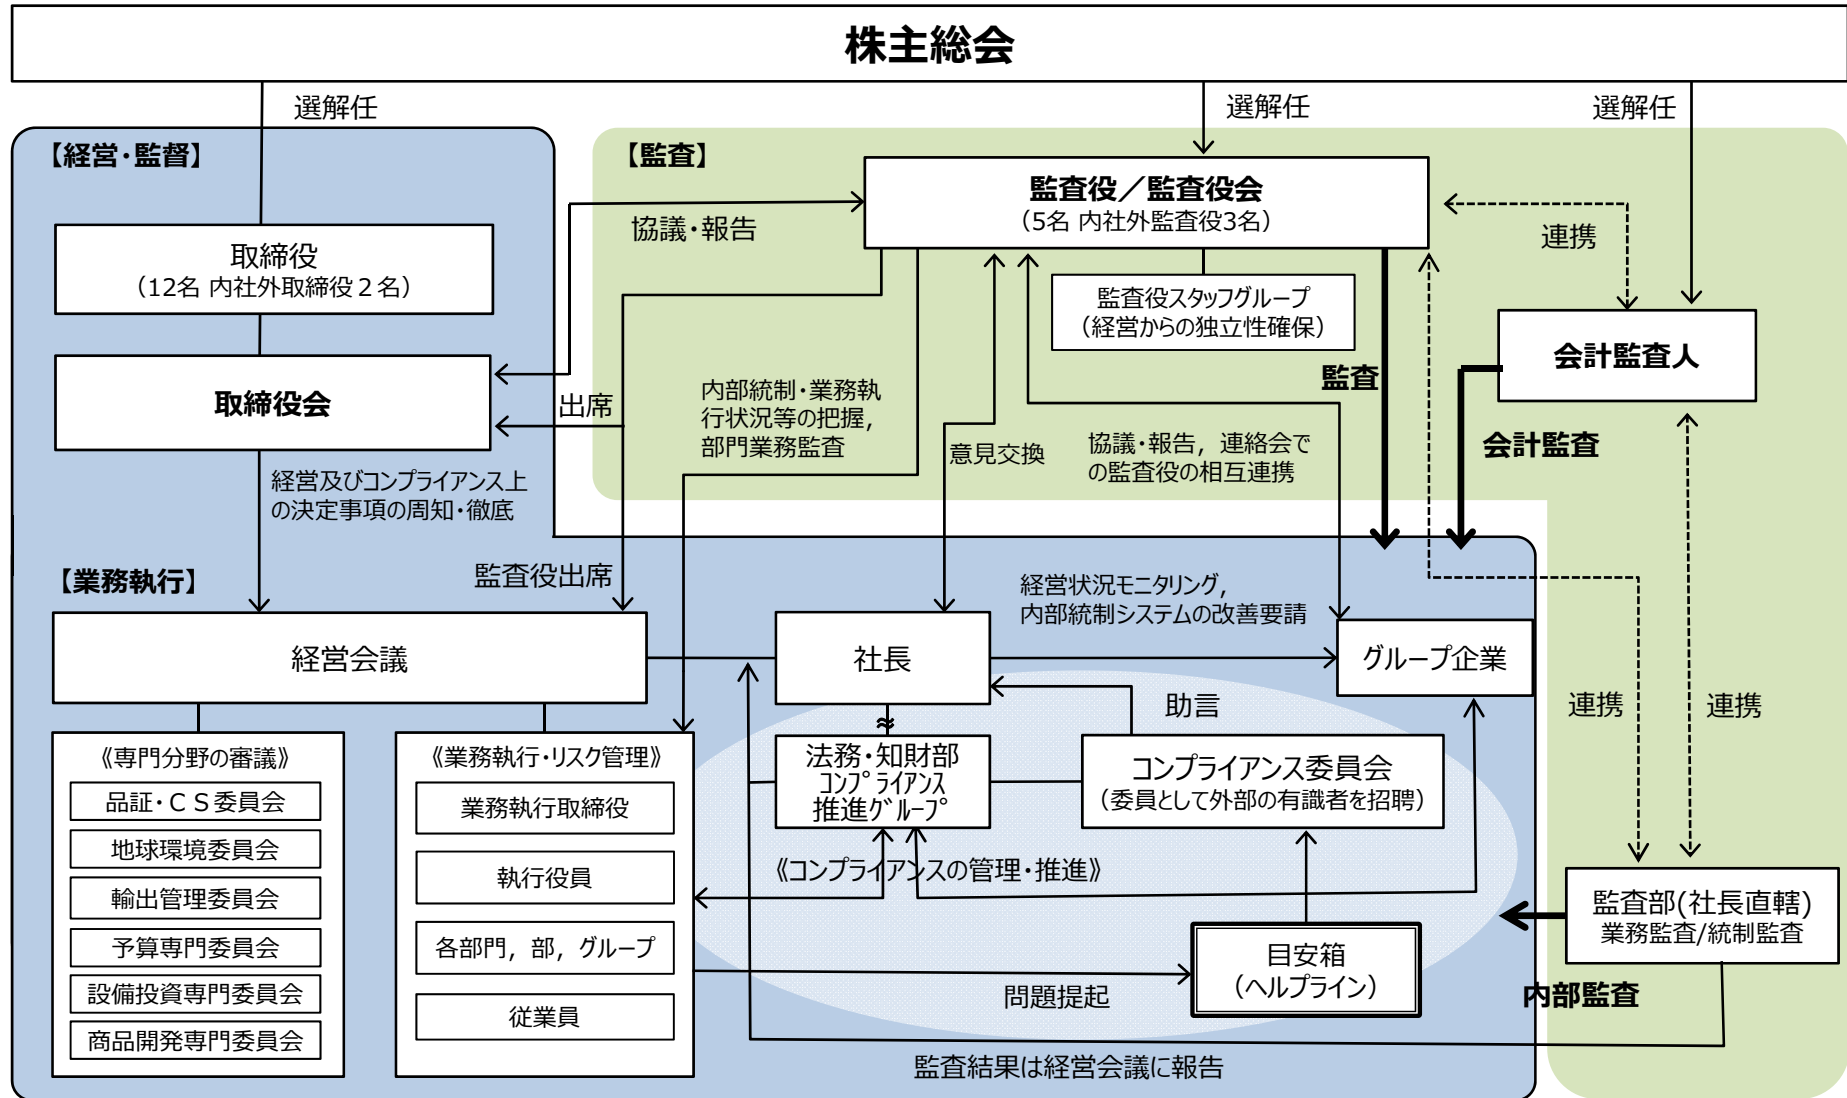 株主総会
選解任
選解任
選解任
【経営・監督】
【監査】
取締役
（12名 内社外取締役２名）
監査役／監査役会
（5名 内社外監査役3名）
協議・報告
連携
監査役スタッフグループ
（経営からの独立性確保）
会計監査人
取締役会
出席
内部統制・業務執
行状況等の把握，
部門業務監査
意見交換
監査
協議・報告，連絡会で
の監査役の相互連携
会計監査
経営及びコンプライアンス上
の決定事項の周知・徹底
【業務執行】
監査役出席
経営状況モニタリング，
内部統制システムの改善要請
経営会議
社長
グループ企業
助言
連携
連携
《専門分野の審議》
品証・ＣＳ委員会
地球環境委員会
輸出管理委員会
予算専門委員会
設備投資専門委員会
商品開発専門委員会
《業務執行・リスク管理》
業務執行取締役
執行役員
各部門，部，グループ
従業員
≈
法務・知財部
ｺﾝﾌﾟﾗｲｱﾝｽ
推進ｸﾞﾙｰﾌﾟ
コンプライアンス委員会
（委員として外部の有識者を招聘）
《コンプライアンスの管理・推進》
目安箱
（ヘルプライン）
問題提起
監査部(社長直轄)
業務監査/統制監査
内部監査
監査結果は経営会議に報告